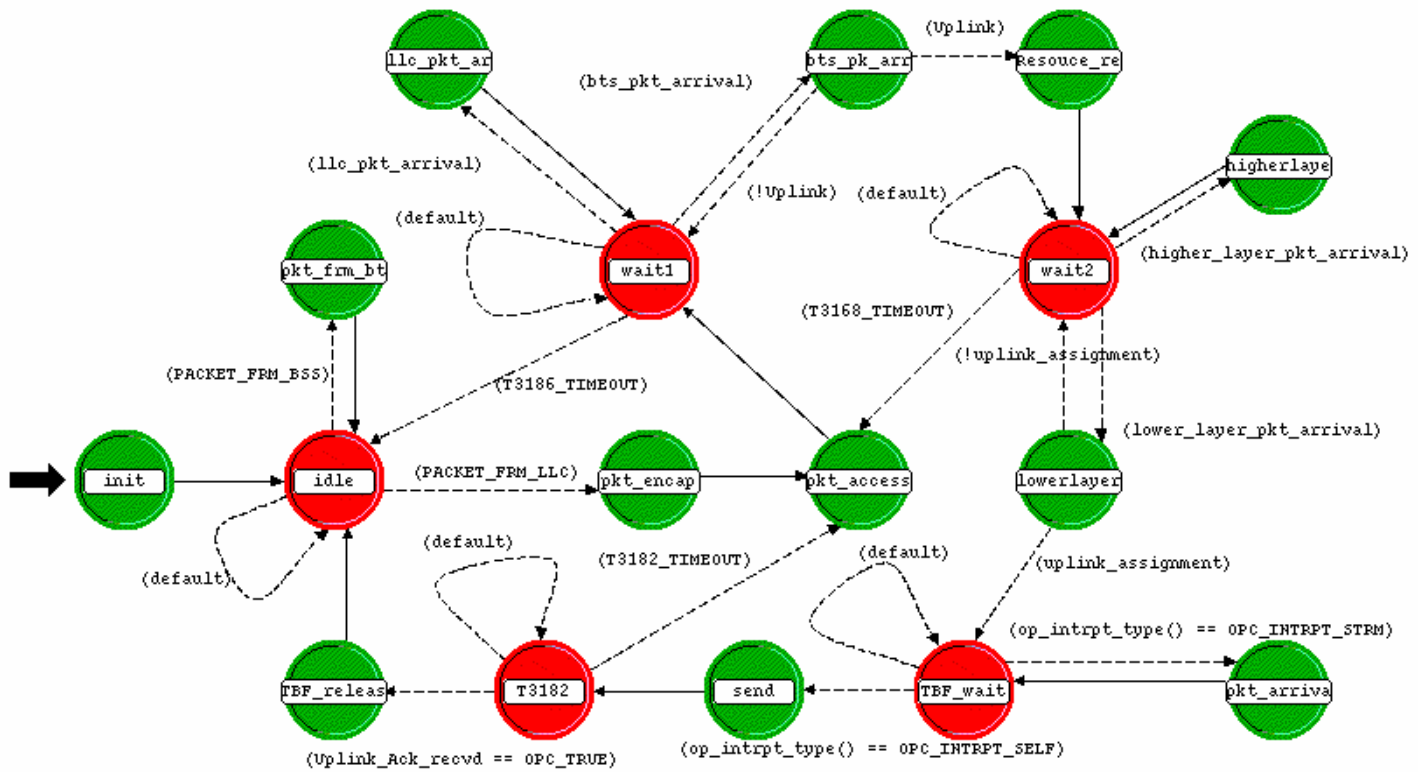 (Uplink)
llc_pkt_ar
bts_pk_arr
Resouce_re
(bts_pkt_arrival)
(llc_pkt_arrival)
higherlaye
(!Uplink)
(default)
(default)
pkt_frm_bt
wait1
wait2
(higher_layer_pkt_arrival)
(T3168_TIMEOUT)
(!uplink_assignment)
(PACKET_FRM_BSS)
(T3186_TIMEOUT)
(lower_layer_pkt_arrival)
(PACKET_FRM_LLC)
init
idle
pkt_encap
pkt_access
lowerlayer
(default)
(T3182_TIMEOUT)
(default)
(uplink_assignment)
(default)
(op_intrpt_type() == OPC_INTRPT_STRM)
TBF_releas
T3182
send
TBF_wait
pkt_arriva
(Uplink_Ack_recvd == OPC_TRUE)
(op_intrpt_type() == OPC_INTRPT_SELF)